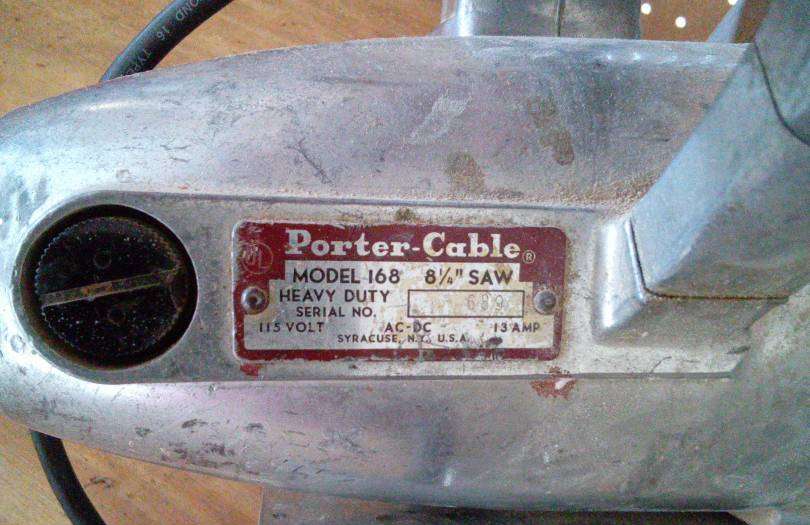 Porter-Cable®
MODEL 168 8¼" SAW
HEAVY DUTY
SERIAL NO.
115 VOLT AC-DC 13 AMP
SYRACUSE, N.Y. U.S.A.